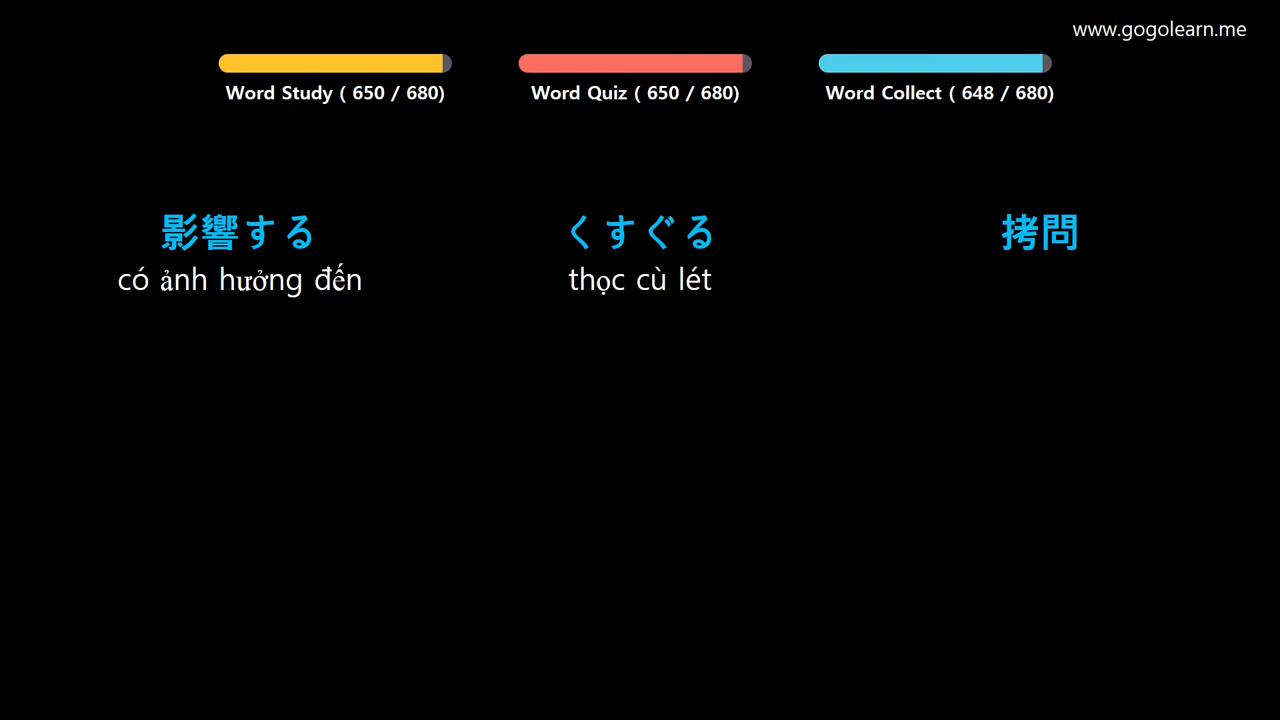 www.gogolearn.me
Word Study ( 650 / 680)
Word Quiz ( 650 / 680)
Word Collect ( 648 / 680)
影響する
くすぐる
拷問
có ảnh hưởng đến
thọc cù lét